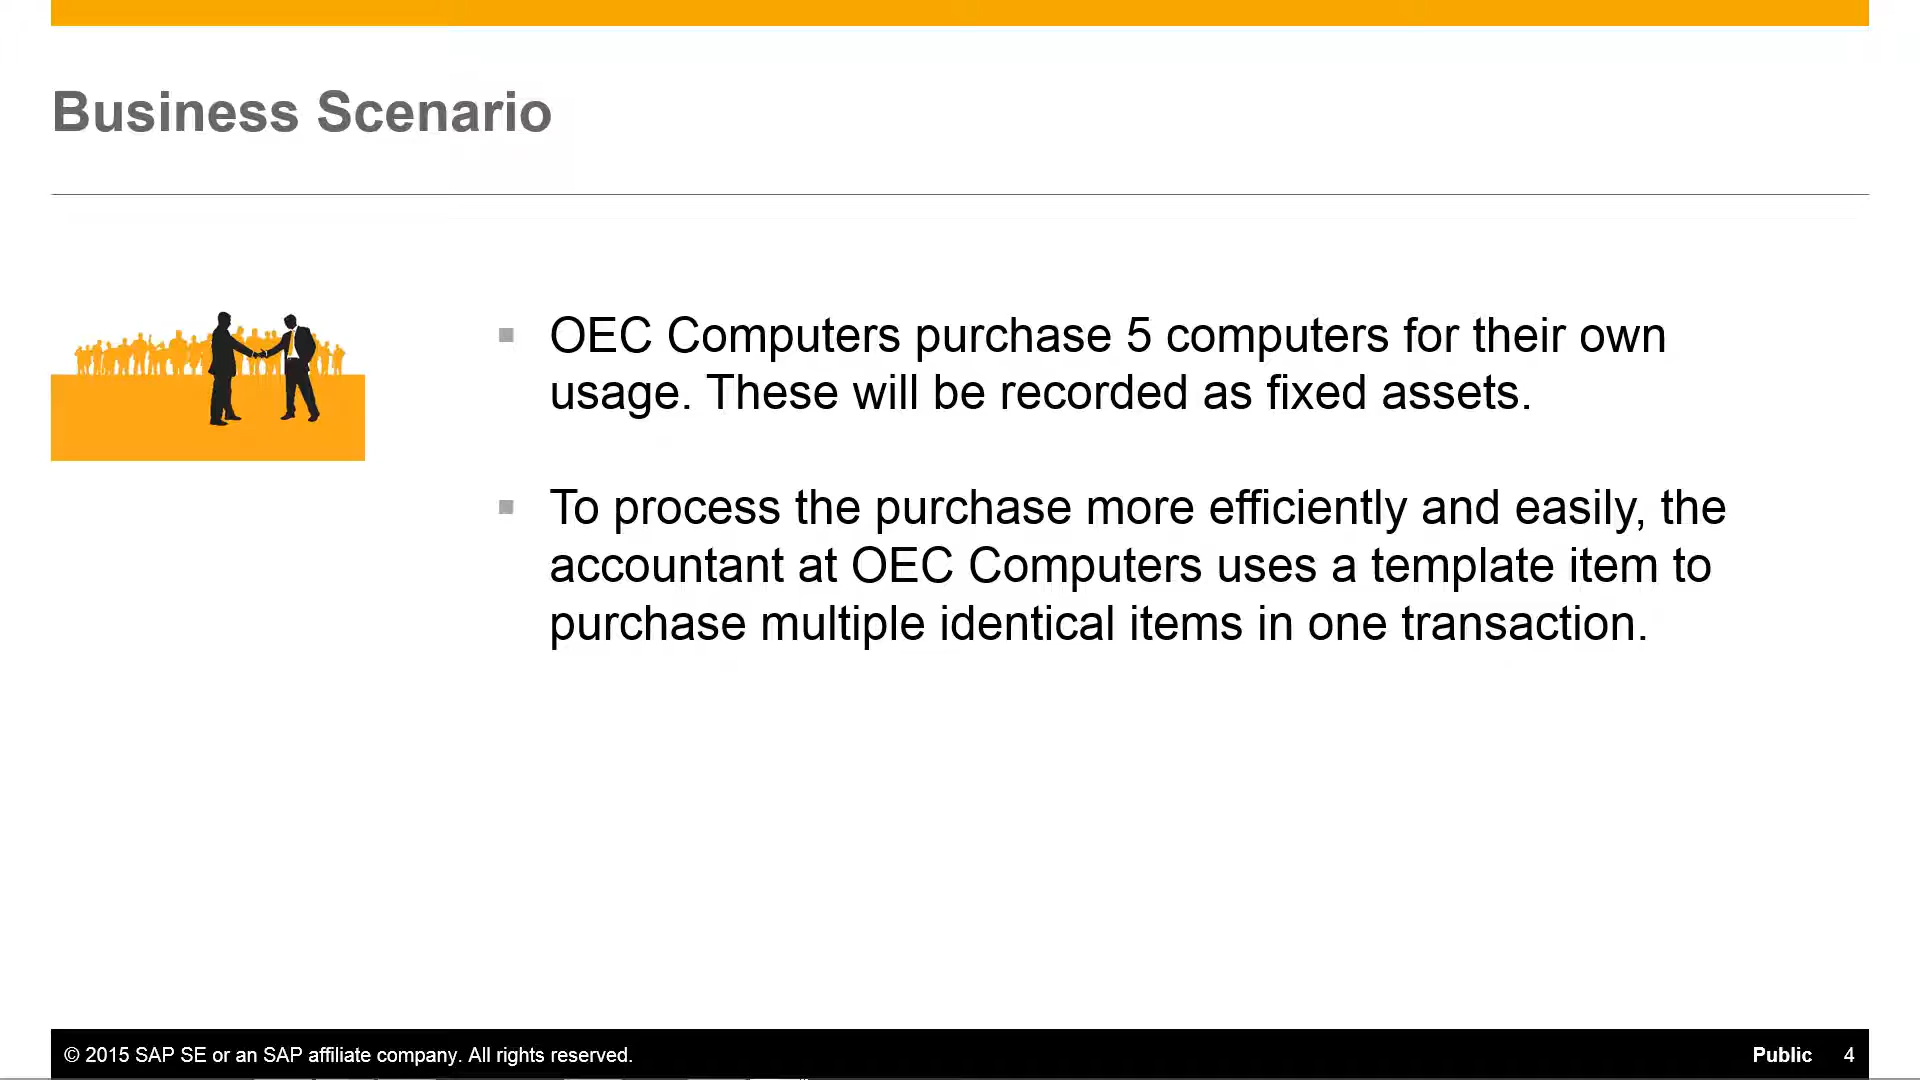 Business Scenario
OEC Computers purchase 5 computers for their own
usage. These will be recorded as fixed assets.
To process the purchase more efficiently and easily, the
accountant at OEC Computers uses a template item to
purchase multiple identical items in one transaction.
© 2015 SAP SE or an SAP affiliate company. All rights reserved.
Public 4